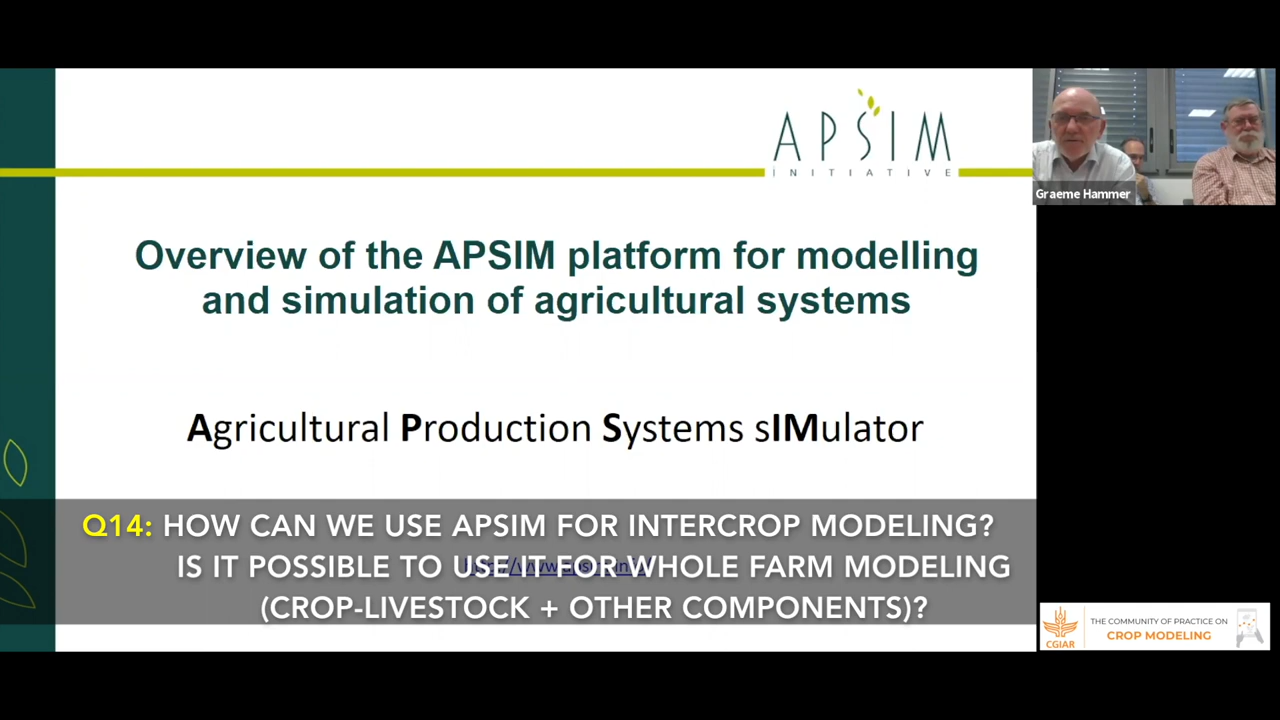 APSIM
INITIATIVE
Graeme Hammer
Overview of the APSIM platform for modelling
and simulation of agricultural systems
Agricultural Production Systems sIMulator
Q14: HOW CAN WE USE APSIM FOR INTERCROP MODELING?
IS IT POSSIBLE TO USE IT FOR WHOLE FARM MODELING
(CROP-LIVESTOCK + OTHER COMPONENTS)?
CGIAR
THE COMMUNITY OF PRACTICE ON
CROP MODELING